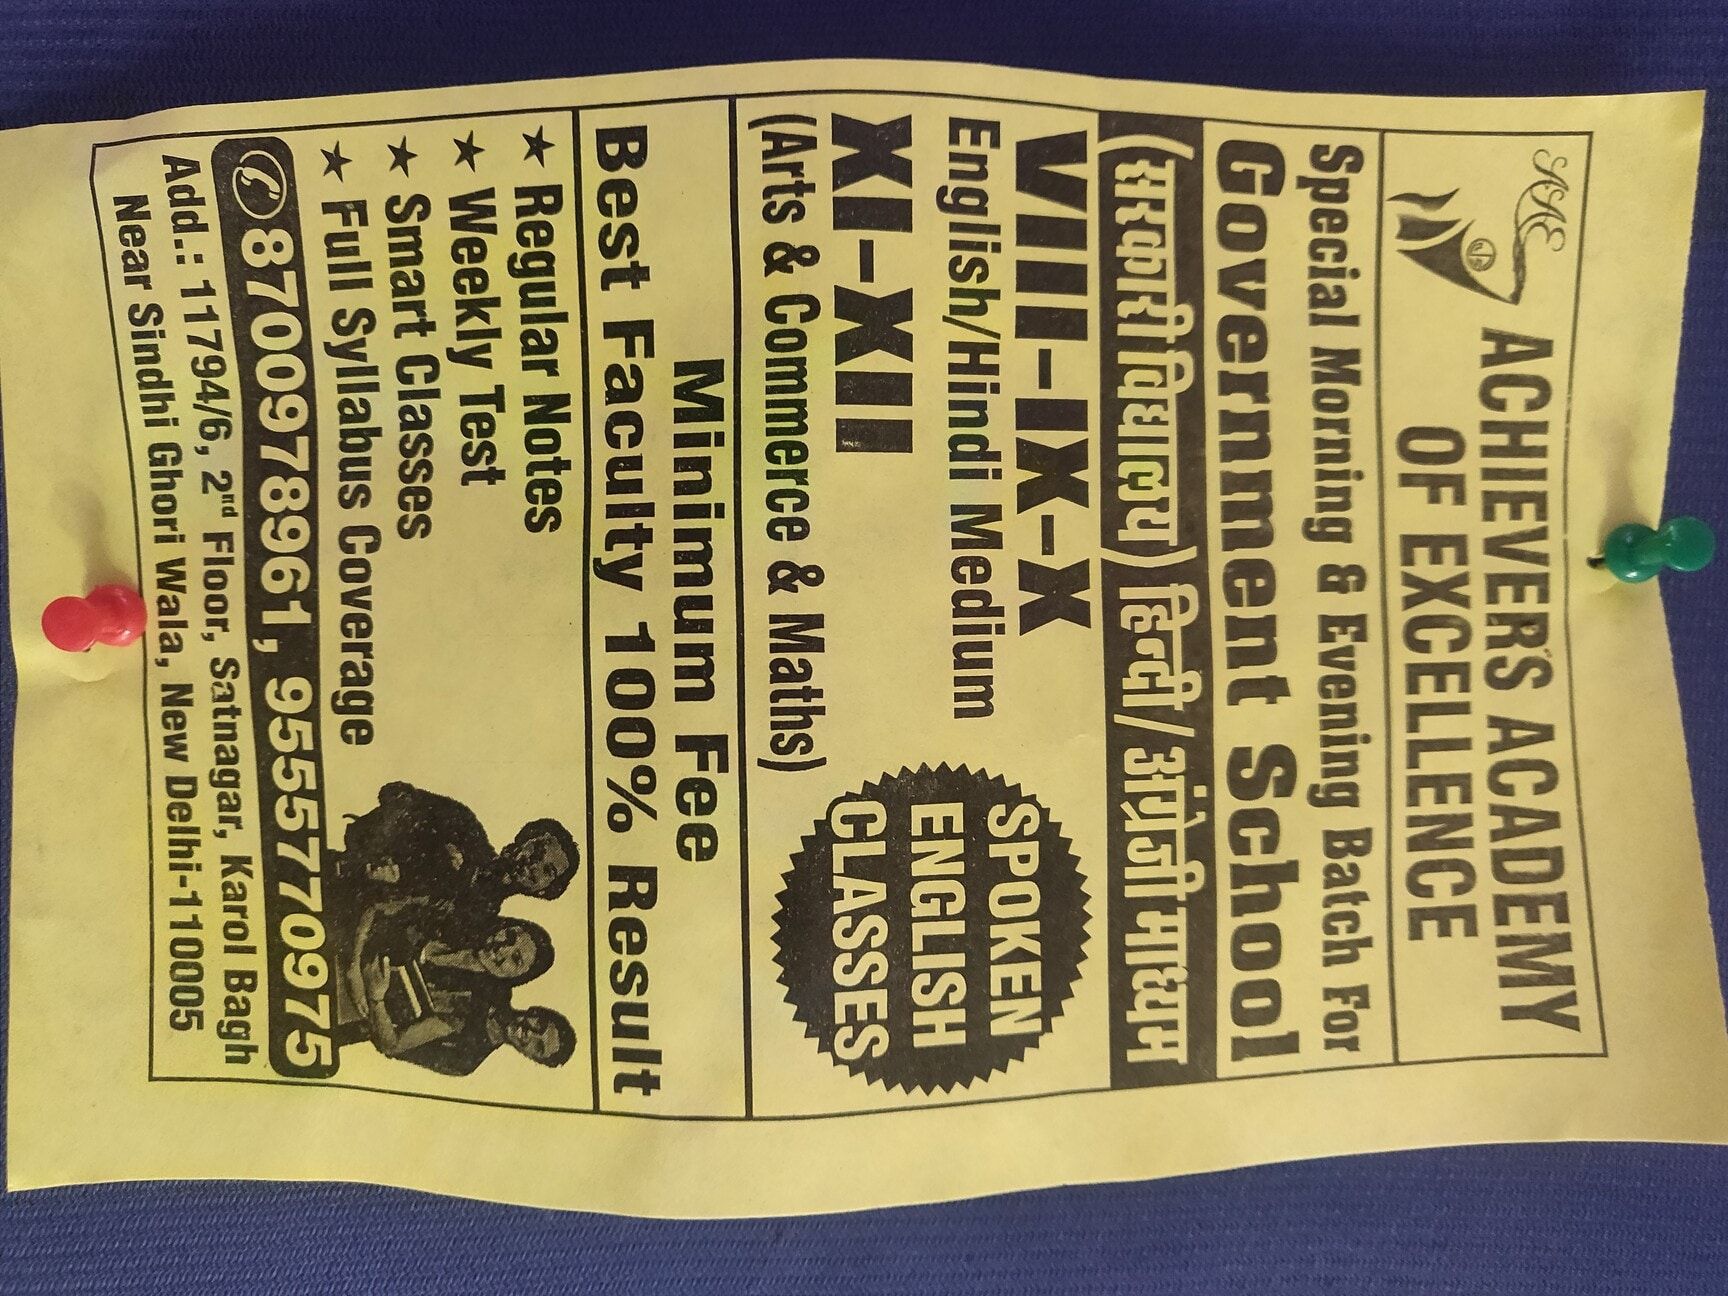 ACHIEVER'S ACADEMY
OF EXCELLENCE
Special Morning & Evening Batch For
Government School
(सरकारी विद्यालय) हिन्दी/अंग्रेजी माध्यम
VIII-IX-X
English/Hindi Medium
XI-XII
(Arts & Commerce & Maths)
SPOKEN
ENGLISH
CLASSES
Minimum Fee
Best Faculty 100% Result
★ Regular Notes
★ Weekly Test
★ Smart Classes
★ Full Syllabus Coverage
8700978961, 9555770975
Add.: 11794/6, 2nd Floor, Satnagar, Karol Bagh
Near Sindhi Ghori Wala, New Delhi-110005